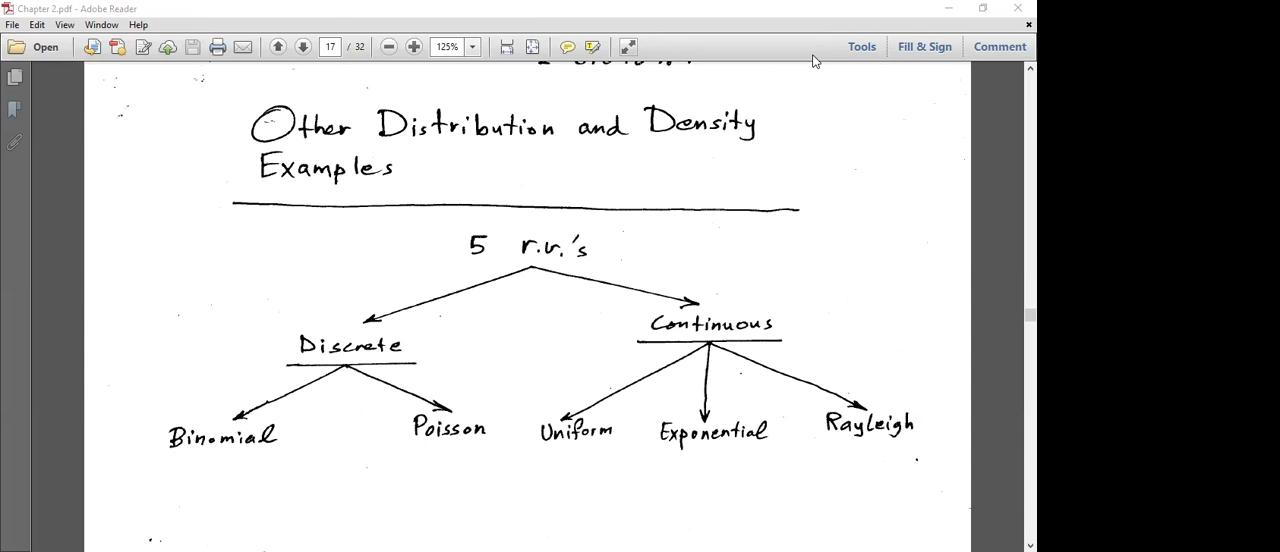 Chapter 2.pdf - Adobe Reader
File Edit View Window Help
Open 17 / 32 125% Tools Fill & Sign Comment
Other Distribution and Density
Examples
5 r.v.'s
Discrete Continuous
Binomial Poisson Uniform Exponential Rayleigh